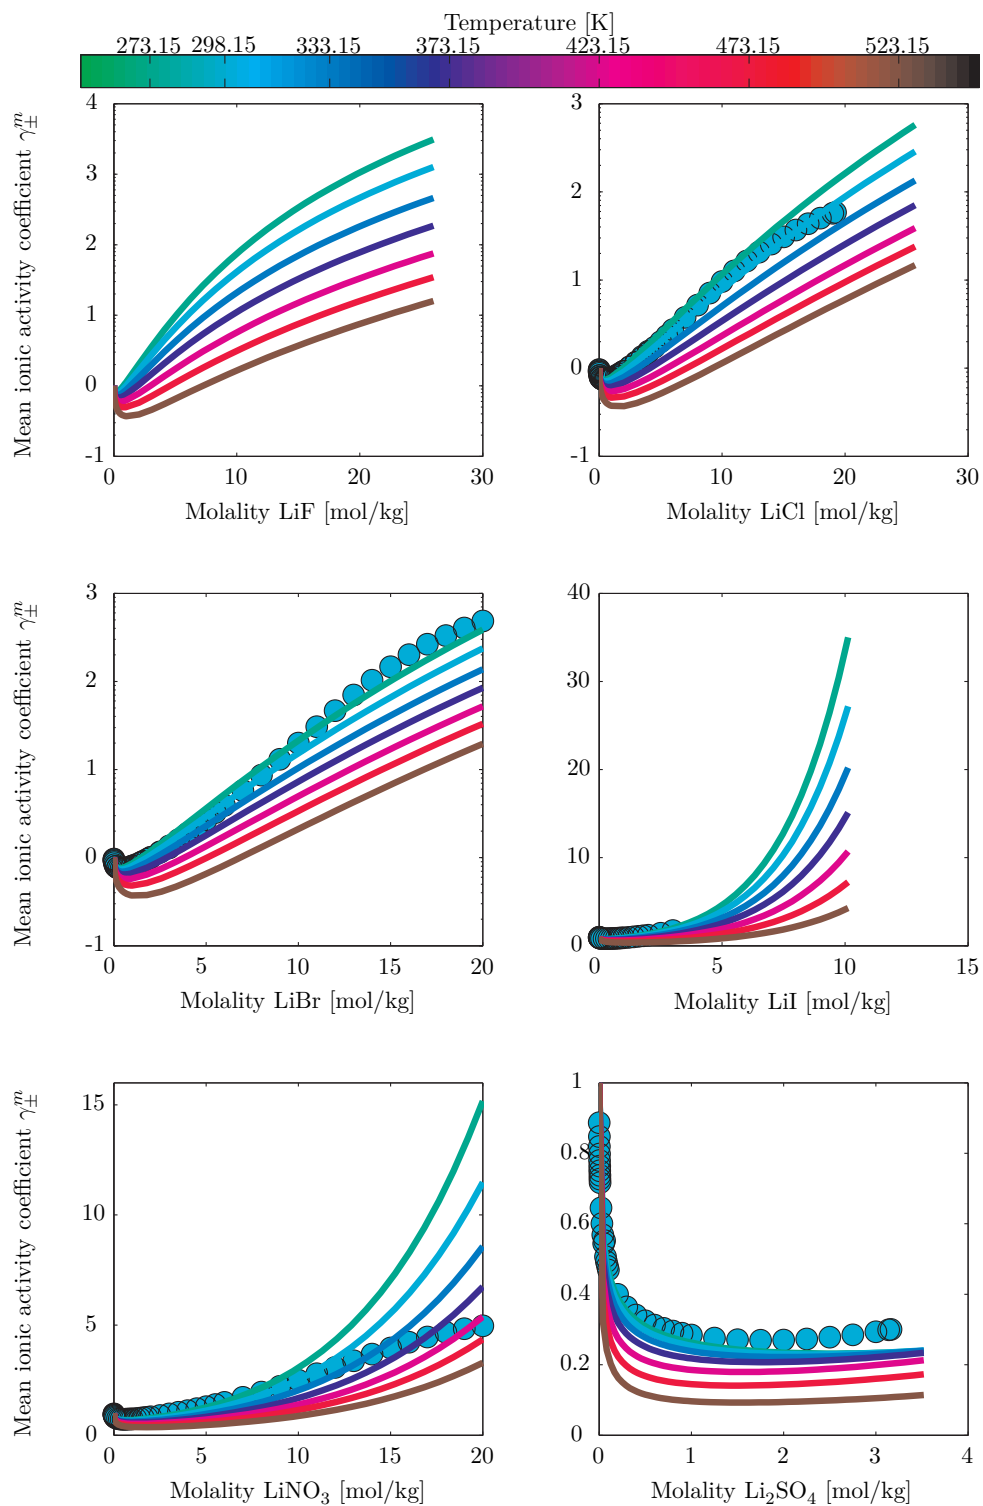 Temperature [K]
273.15 298.15 333.15 373.15 423.15 473.15 523.15
Mean ionic activity coefficient γ±^m
4
3
2
1
0
-1
0 10 20 30
Molality LiF [mol/kg]
3
2
1
0
-1
0 10 20 30
Molality LiCl [mol/kg]
Mean ionic activity coefficient γ±^m
3
2
1
0
-1
0 5 10 15 20
Molality LiBr [mol/kg]
40
30
20
10
0
0 5 10 15
Molality LiI [mol/kg]
Mean ionic activity coefficient γ±^m
15
10
5
0
0 5 10 15 20
Molality LiNO₃ [mol/kg]
1
0.8
0.6
0.4
0.2
0
0 1 2 3 4
Molality Li₂SO₄ [mol/kg]